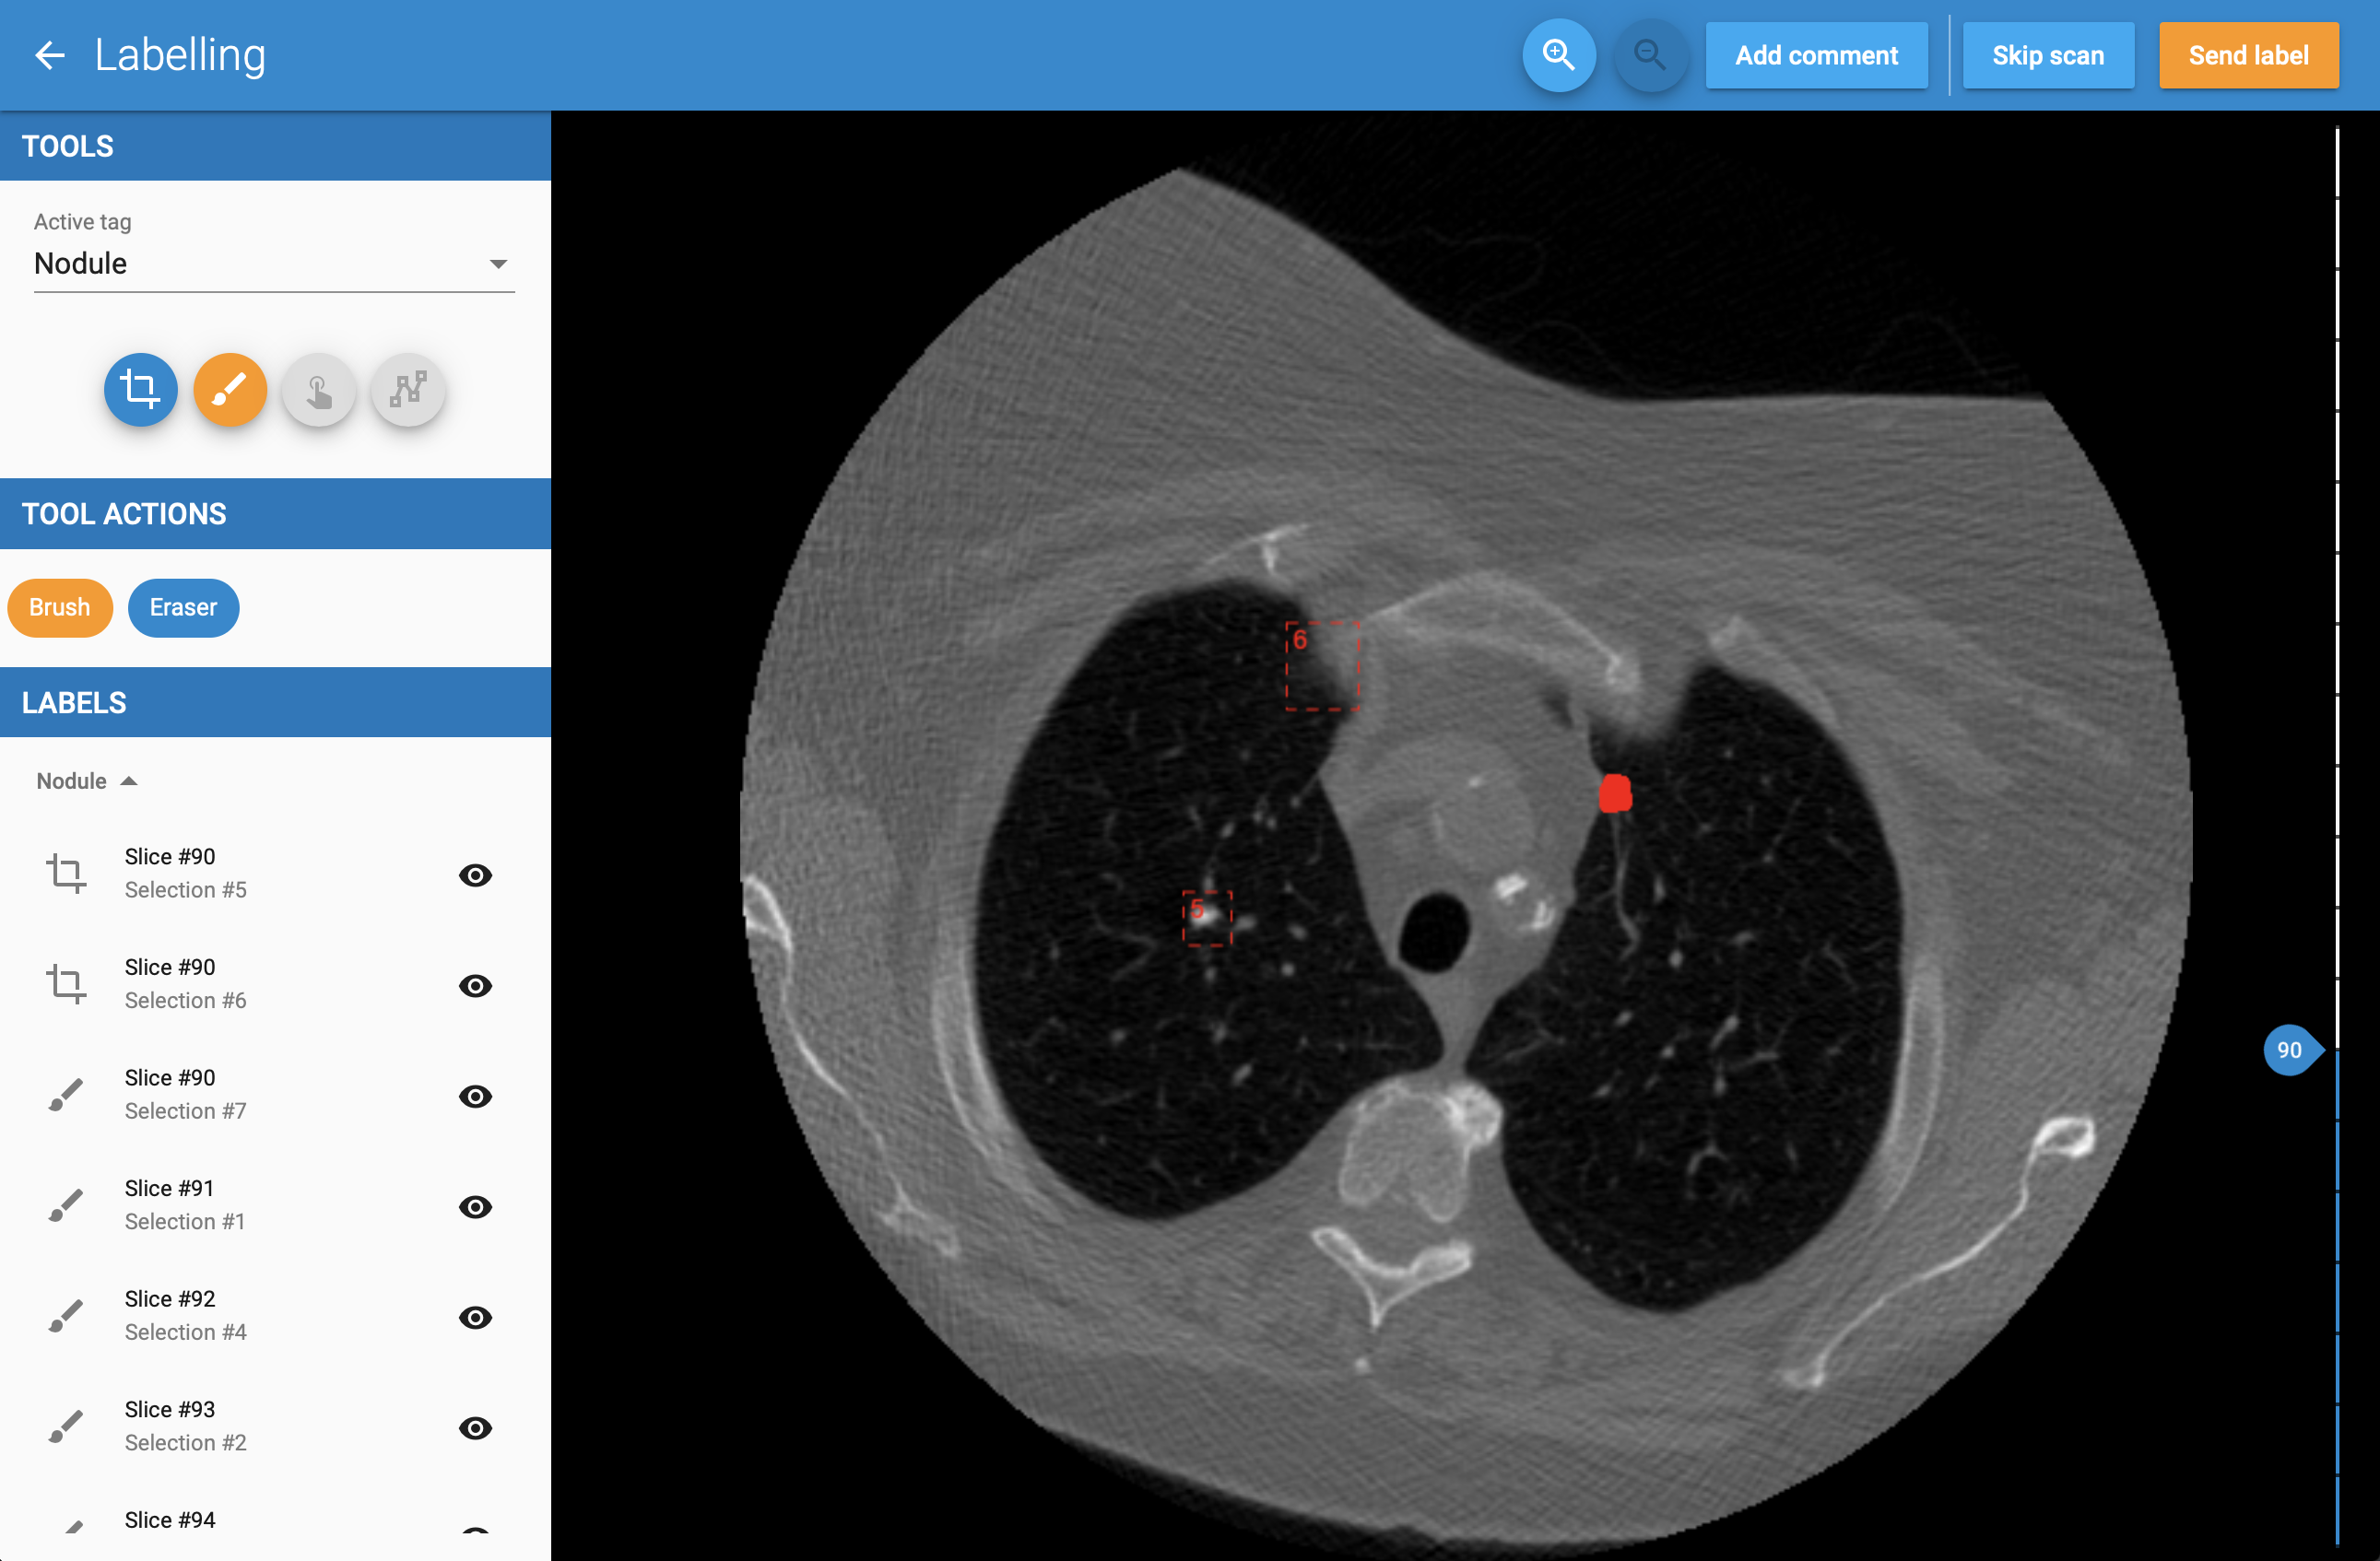 Labelling
Add comment
Skip scan
Send label
TOOLS
Active tag
Nodule
TOOL ACTIONS
Brush
Eraser
LABELS
Nodule
Slice #90
Selection #5
Slice #90
Selection #6
Slice #90
Selection #7
Slice #91
Selection #1
Slice #92
Selection #4
Slice #93
Selection #2
Slice #94
6
5
90